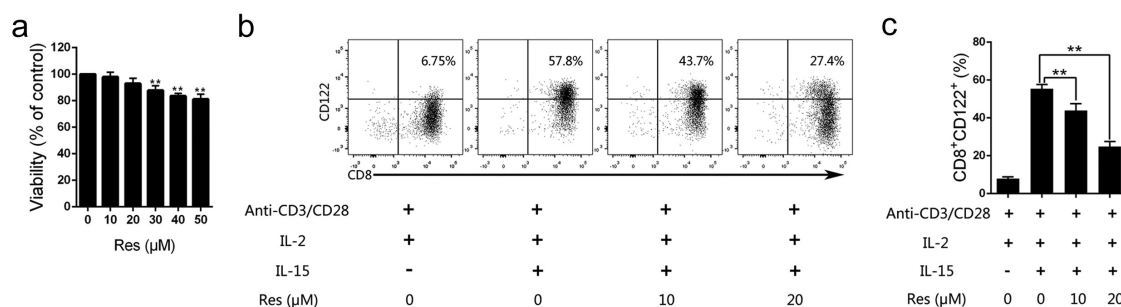 a
Viability (% of control)
120
100
80
60
40
20
0
** ** **
0 10 20 30 40 50
Res (μM)
b
CD122
6.75%
57.8%
43.7%
27.4%
CD8
Anti-CD3/CD28 + + + +
IL-2 + + + +
IL-15 - + + +
Res (μM) 0 0 10 20
c
CD8+CD122+ (%)
80
60
40
20
0
**
**
Anti-CD3/CD28 + + + +
IL-2 + + + +
IL-15 - + + +
Res (μM) 0 0 10 20